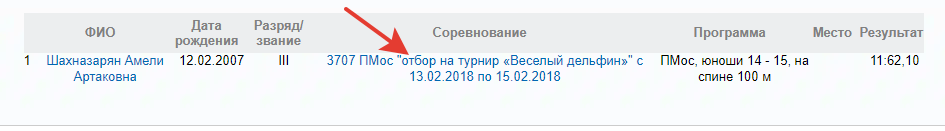 ФИО Дата рождения Разряд/ звание Соревнование Программа Место Результат
1 Шахназарян Амели Артаковна 12.02.2007 III 3707 ПМос "отбор на турнир «Веселый дельфин»" с 13.02.2018 по 15.02.2018 ПМос, юноши 14 - 15, на спине 100 м 11:62,10